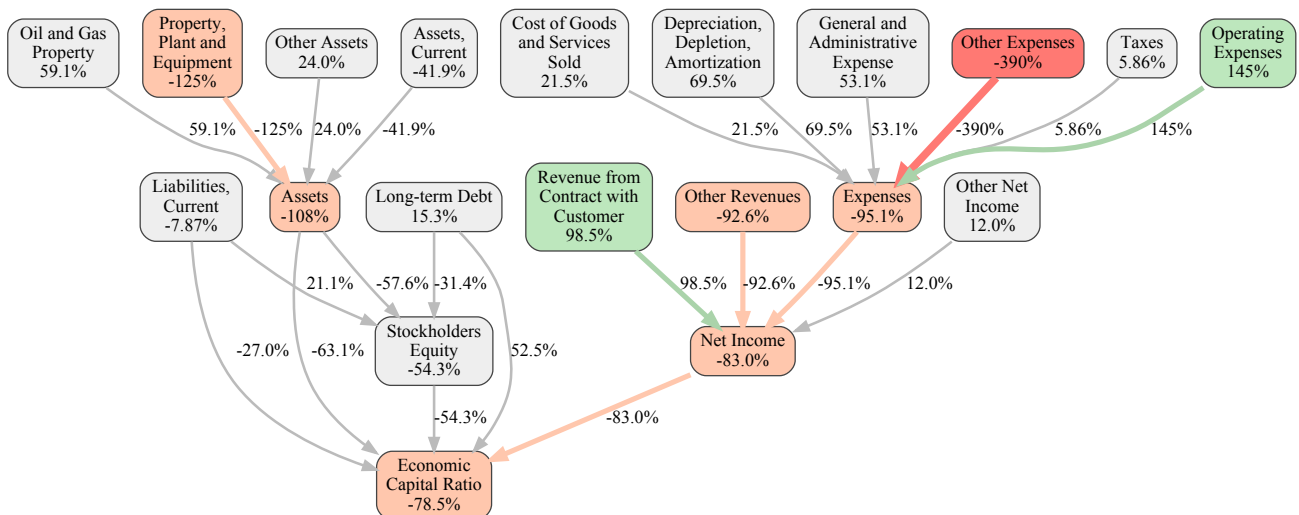 Oil and Gas
Property
59.1%
Property,
Plant and
Equipment
-125%
Other Assets
24.0%
Assets,
Current
-41.9%
Cost of Goods
and Services
Sold
21.5%
Depreciation,
Depletion,
Amortization
69.5%
General and
Administrative
Expense
53.1%
Other Expenses
-390%
Taxes
5.86%
Operating
Expenses
145%
59.1%
-125%
24.0%
-41.9%
21.5%
69.5%
53.1%
-390%
5.86%
145%
Liabilities,
Current
-7.87%
Assets
-108%
Long-term Debt
15.3%
Revenue from
Contract with
Customer
98.5%
Other Revenues
-92.6%
Expenses
-95.1%
Other Net
Income
12.0%
21.1%
-57.6%
-31.4%
98.5%
-92.6%
-95.1%
12.0%
Stockholders
Equity
-54.3%
Net Income
-83.0%
-27.0%
-63.1%
52.5%
-54.3%
-83.0%
Economic
Capital Ratio
-78.5%